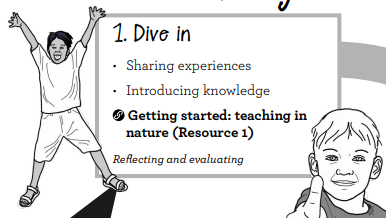 1. Dive in
• Sharing experiences
• Introducing knowledge
Getting started: teaching in
nature (Resource 1)
Reflecting and evaluating